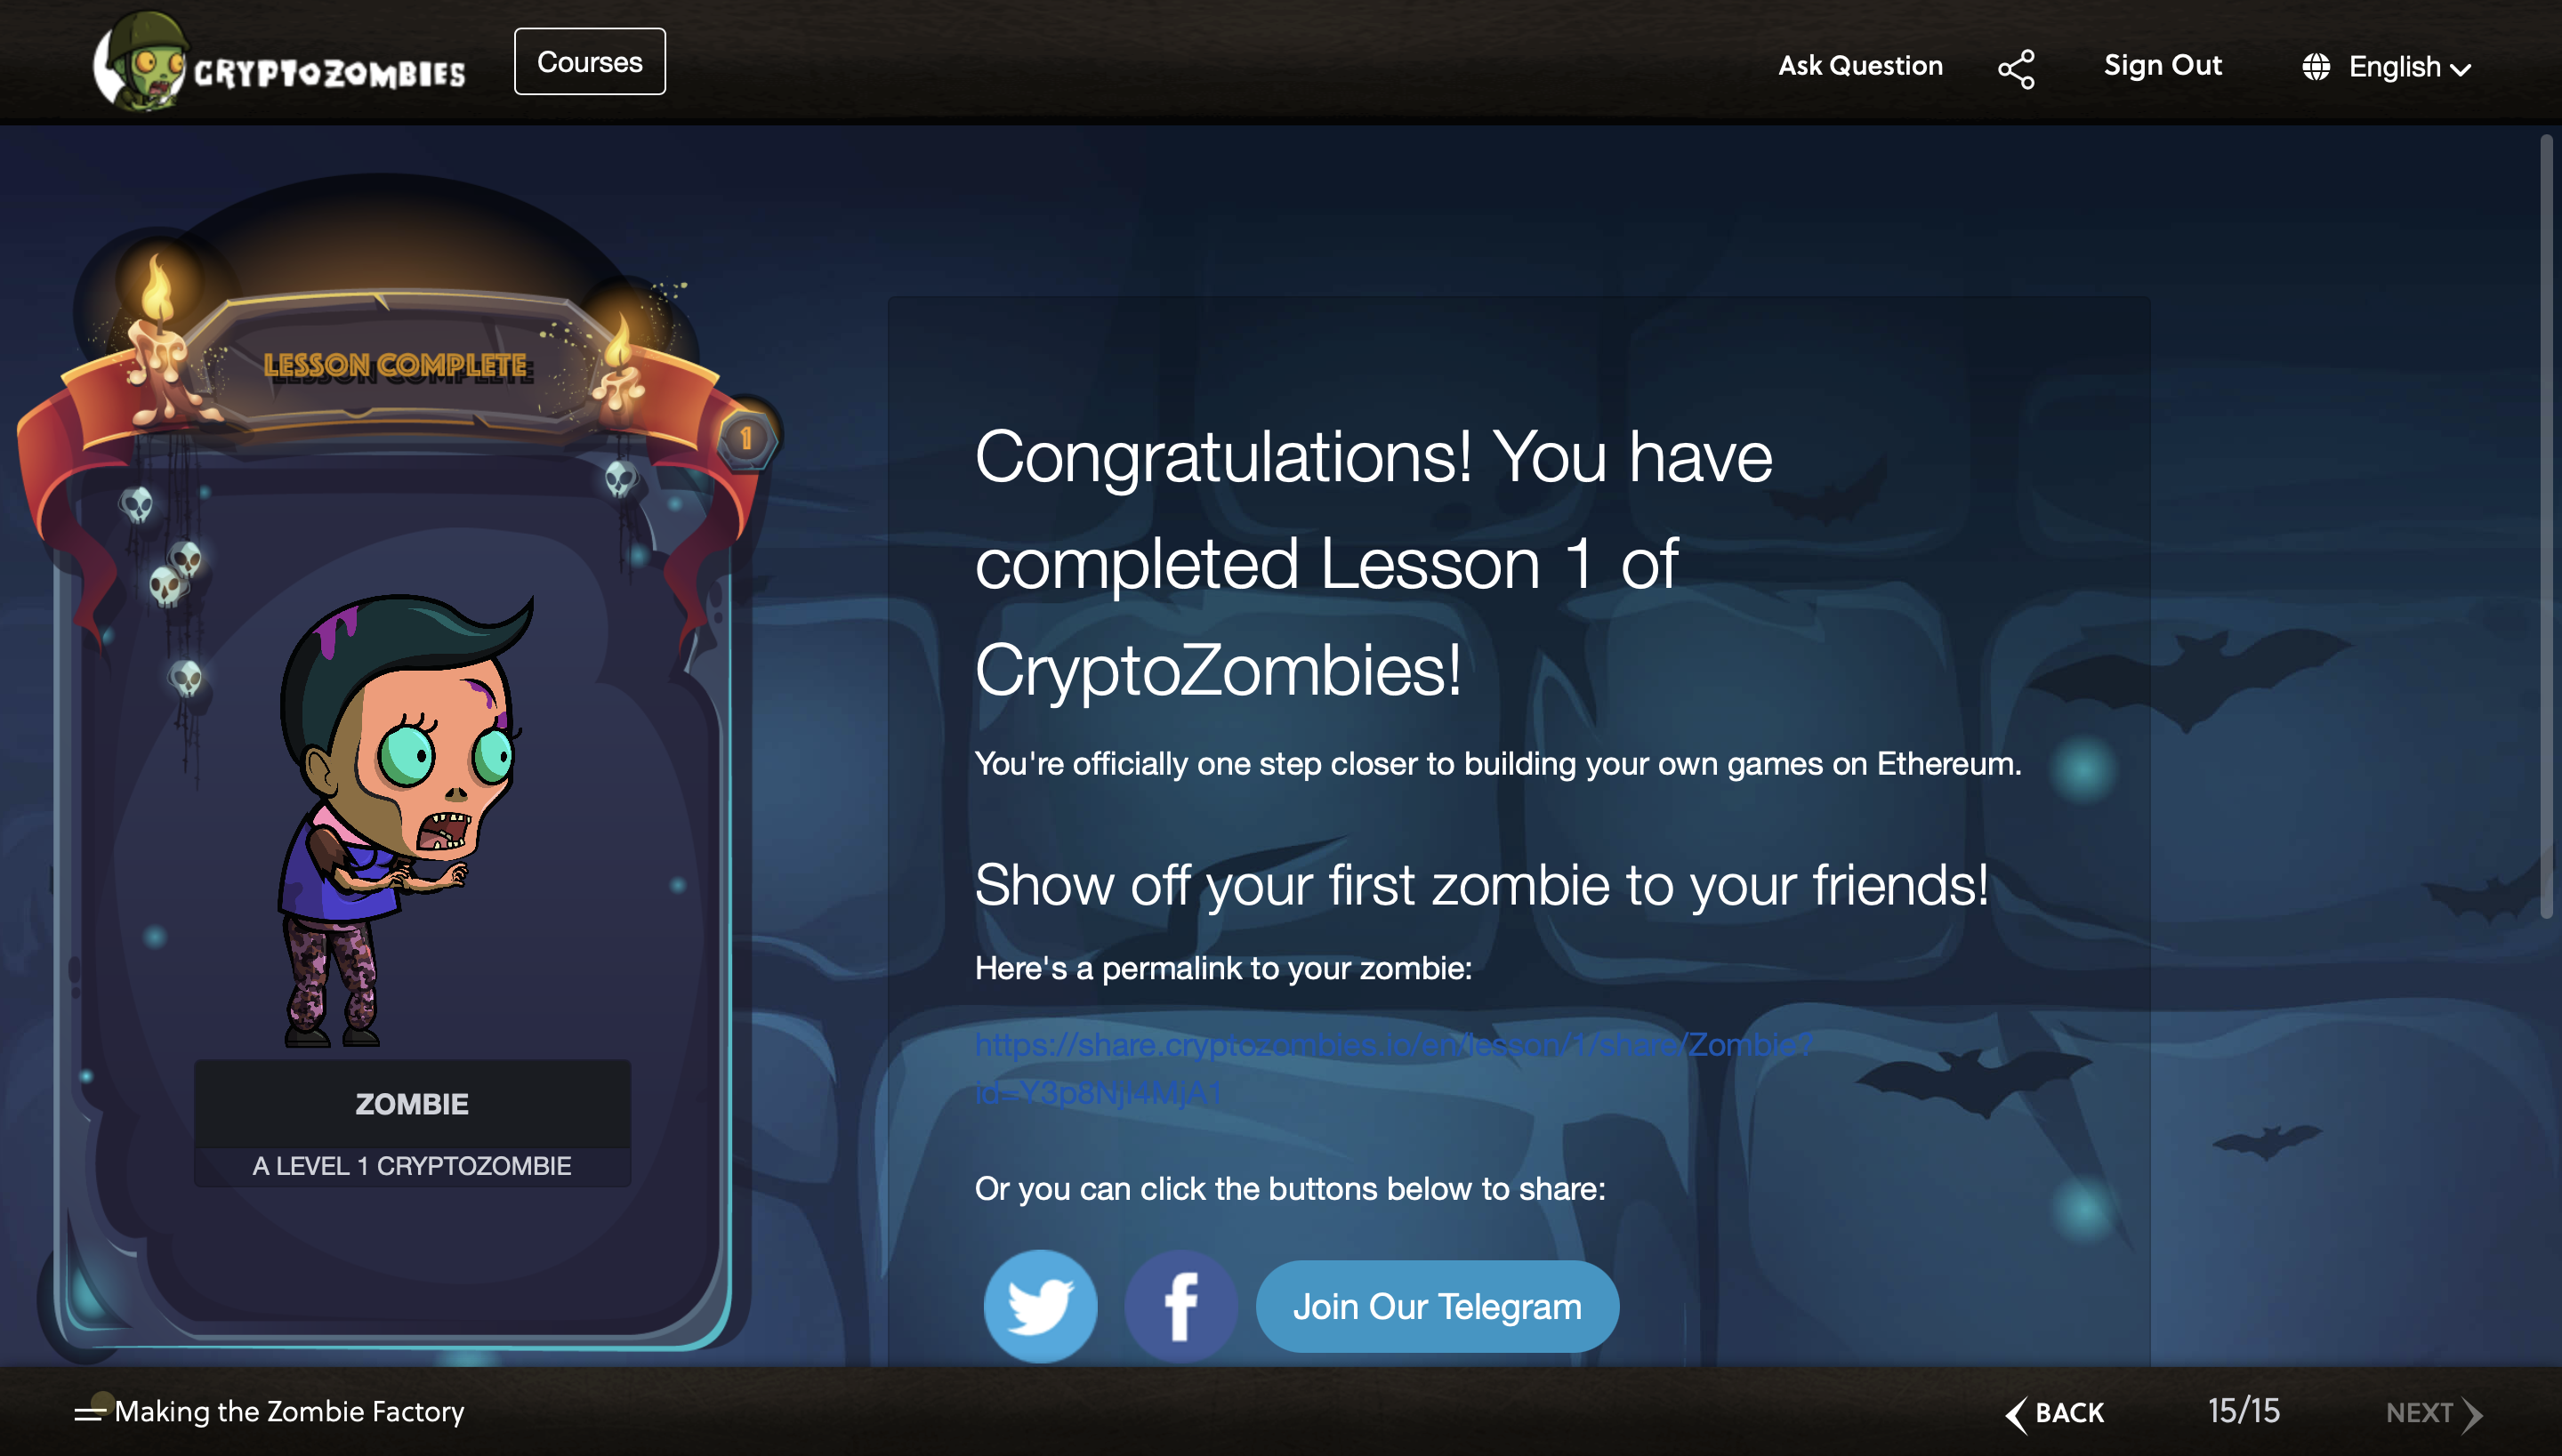 CRYPTOZOMBIES
Courses
Ask Question
Sign Out
English
LESSON COMPLETE
1
ZOMBIE
A LEVEL 1 CRYPTOZOMBIE
Congratulations! You have
completed Lesson 1 of
CryptoZombies!
You're officially one step closer to building your own games on Ethereum.
Show off your first zombie to your friends!
Here's a permalink to your zombie:
https://share.cryptozombies.io/en/lesson/1/share/Zombie?
id=Y3p8NjI4MjA1
Or you can click the buttons below to share:
Join Our Telegram
Making the Zombie Factory
BACK
15/15
NEXT